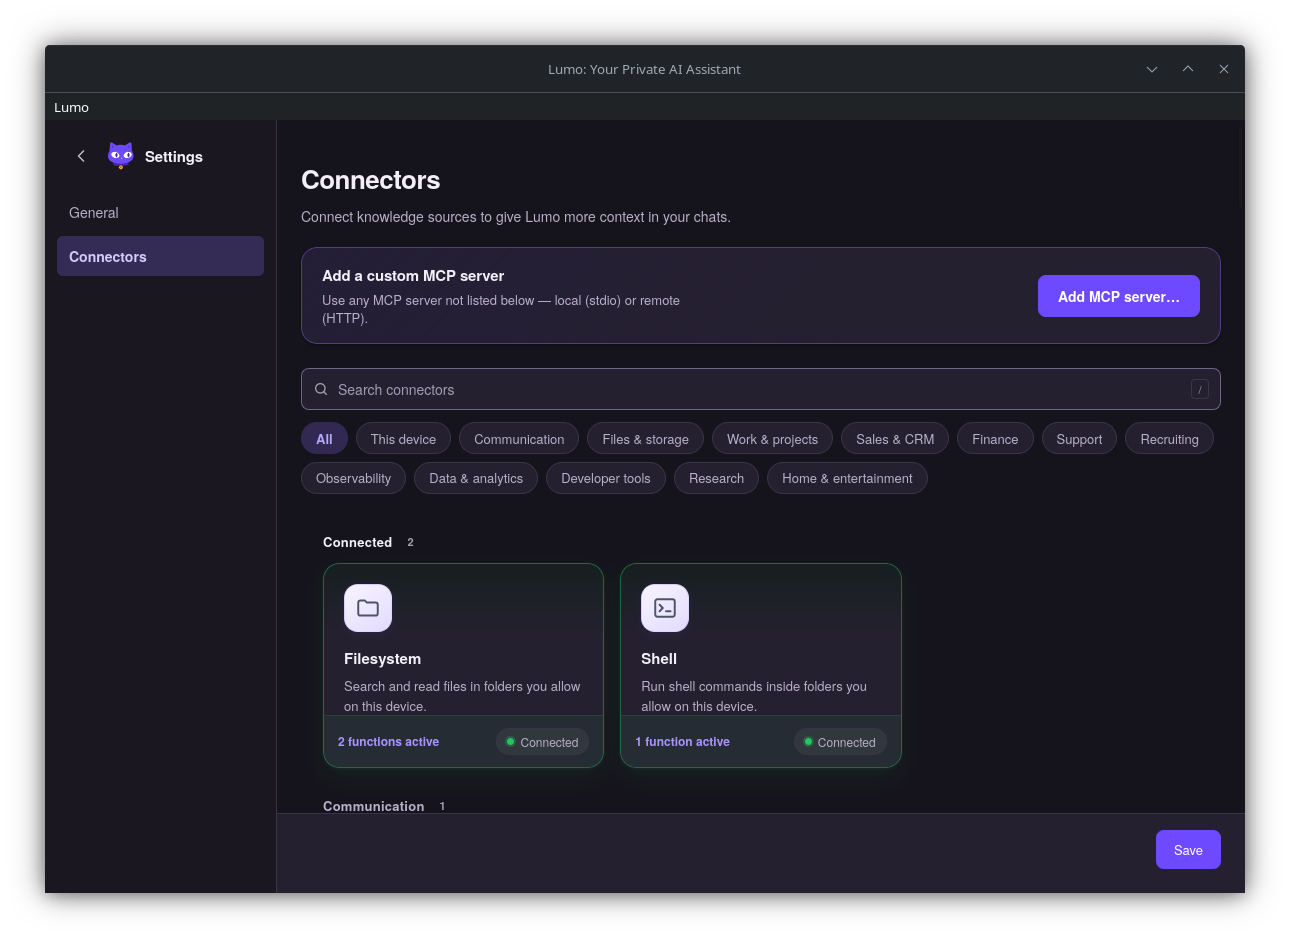 Lumo: Your Private AI Assistant
Lumo
Settings
General
Connectors
Connectors
Connect knowledge sources to give Lumo more context in your chats.
Add a custom MCP server
Use any MCP server not listed below — local (stdio) or remote
(HTTP).
Add MCP server…
Search connectors
/
All
This device
Communication
Files & storage
Work & projects
Sales & CRM
Finance
Support
Recruiting
Observability
Data & analytics
Developer tools
Research
Home & entertainment
Connected 2
Filesystem
Search and read files in folders you allow
on this device.
2 functions active
Connected
Shell
Run shell commands inside folders you
allow on this device.
1 function active
Connected
Communication 1
Save